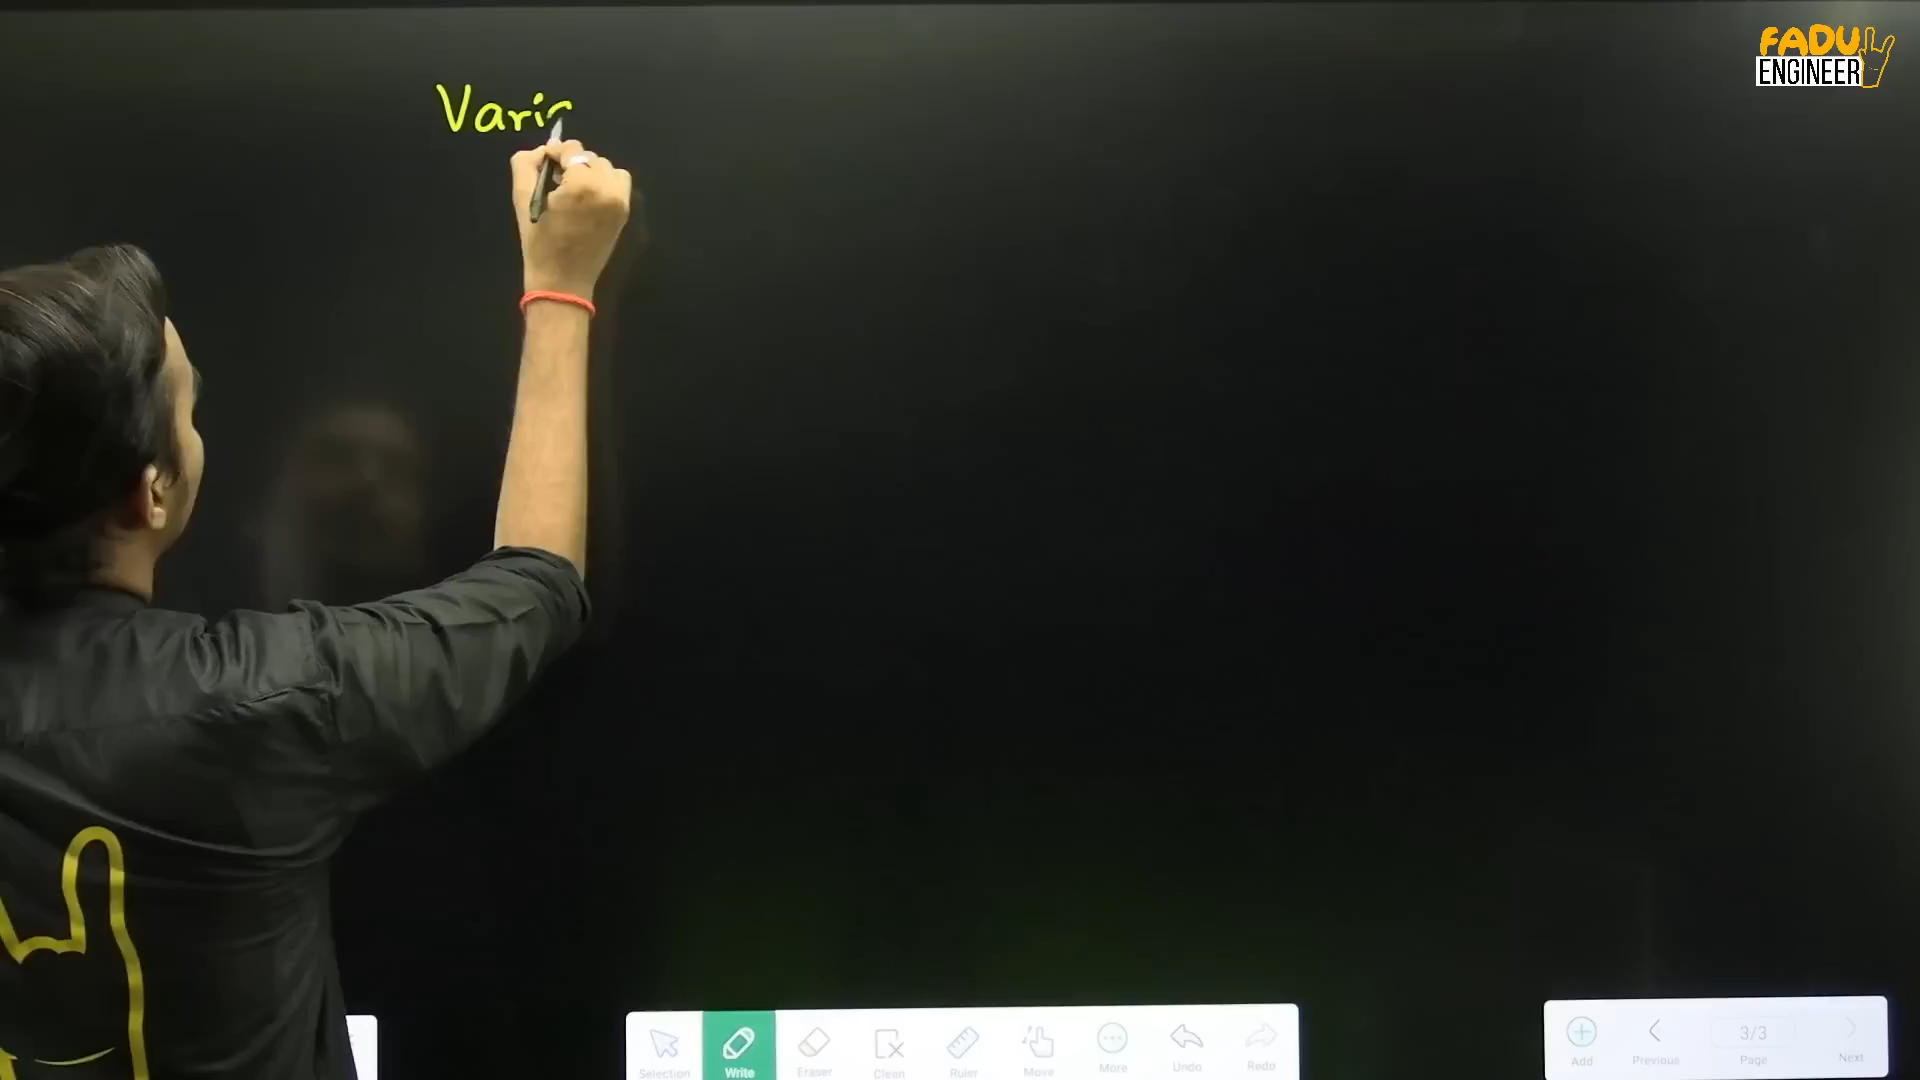 FADU
ENGINEER
Vari
Selection Write Eraser Clean Ruler Move More Undo Redo
Add Previous 3/3 Page Next